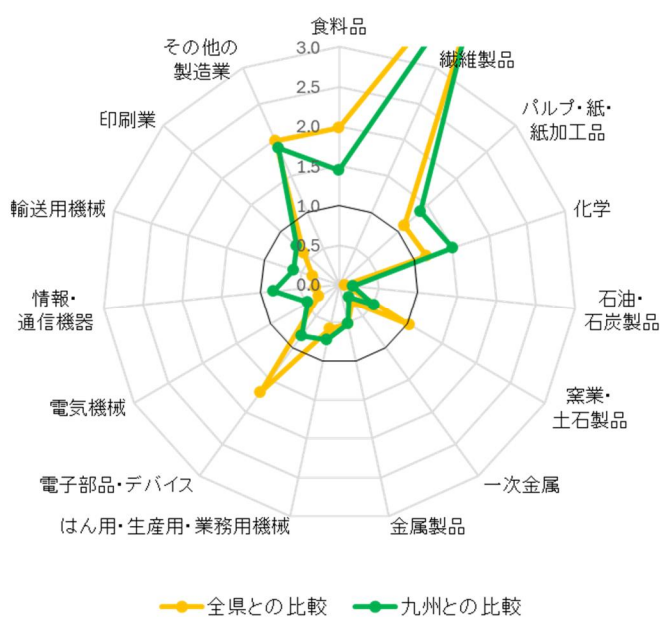 食料品
その他の
製造業
3.0
繊維製品
2.5
パルプ・紙・
紙加工品
印刷業
2.0
1.5
輸送用機械
1.0
化学
0.5
情報・
通信機器
0.0
石油・
石炭製品
電気機械
窯業・
土石製品
電子部品・デバイス
一次金属
はん用・生産用・業務用機械
金属製品
全県との比較
九州との比較